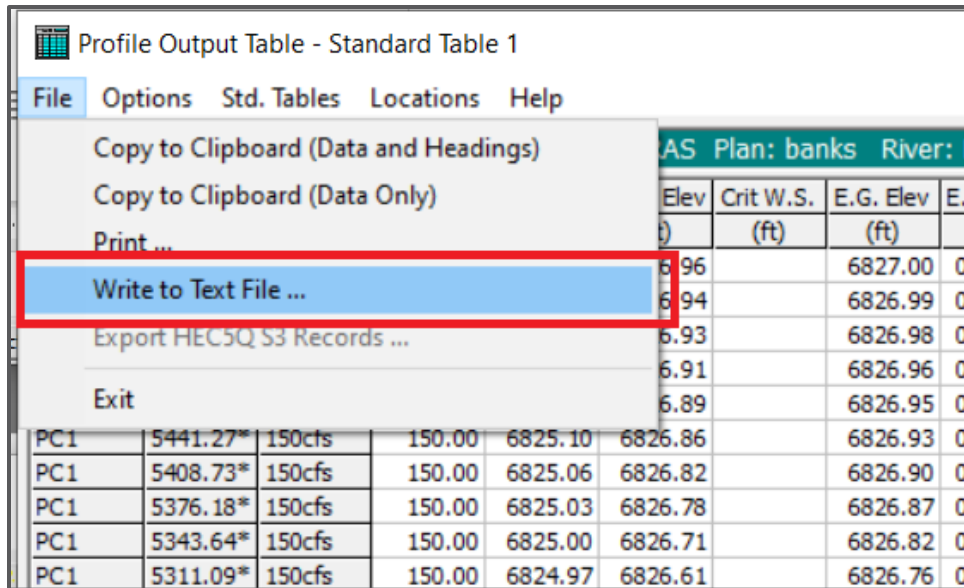 Profile Output Table - Standard Table 1
File Options Std. Tables Locations Help
Copy to Clipboard (Data and Headings)
Copy to Clipboard (Data Only)
Print ...
Write to Text File ...
Export HEC5Q S3 Records ...
Exit
Plan: banks River:
Elev Crit W.S. E.G. Elev E.
(ft) (ft)
6827.00
6826.99
6826.98
6826.96
6826.95
PC1 5441.27* 150cfs 150.00 6825.10 6826.86 6826.93
PC1 5408.73* 150cfs 150.00 6825.06 6826.82 6826.90
PC1 5376.18* 150cfs 150.00 6825.03 6826.78 6826.87
PC1 5343.64* 150cfs 150.00 6825.00 6826.71 6826.82
PC1 5311.09* 150cfs 150.00 6824.97 6826.61 6826.76